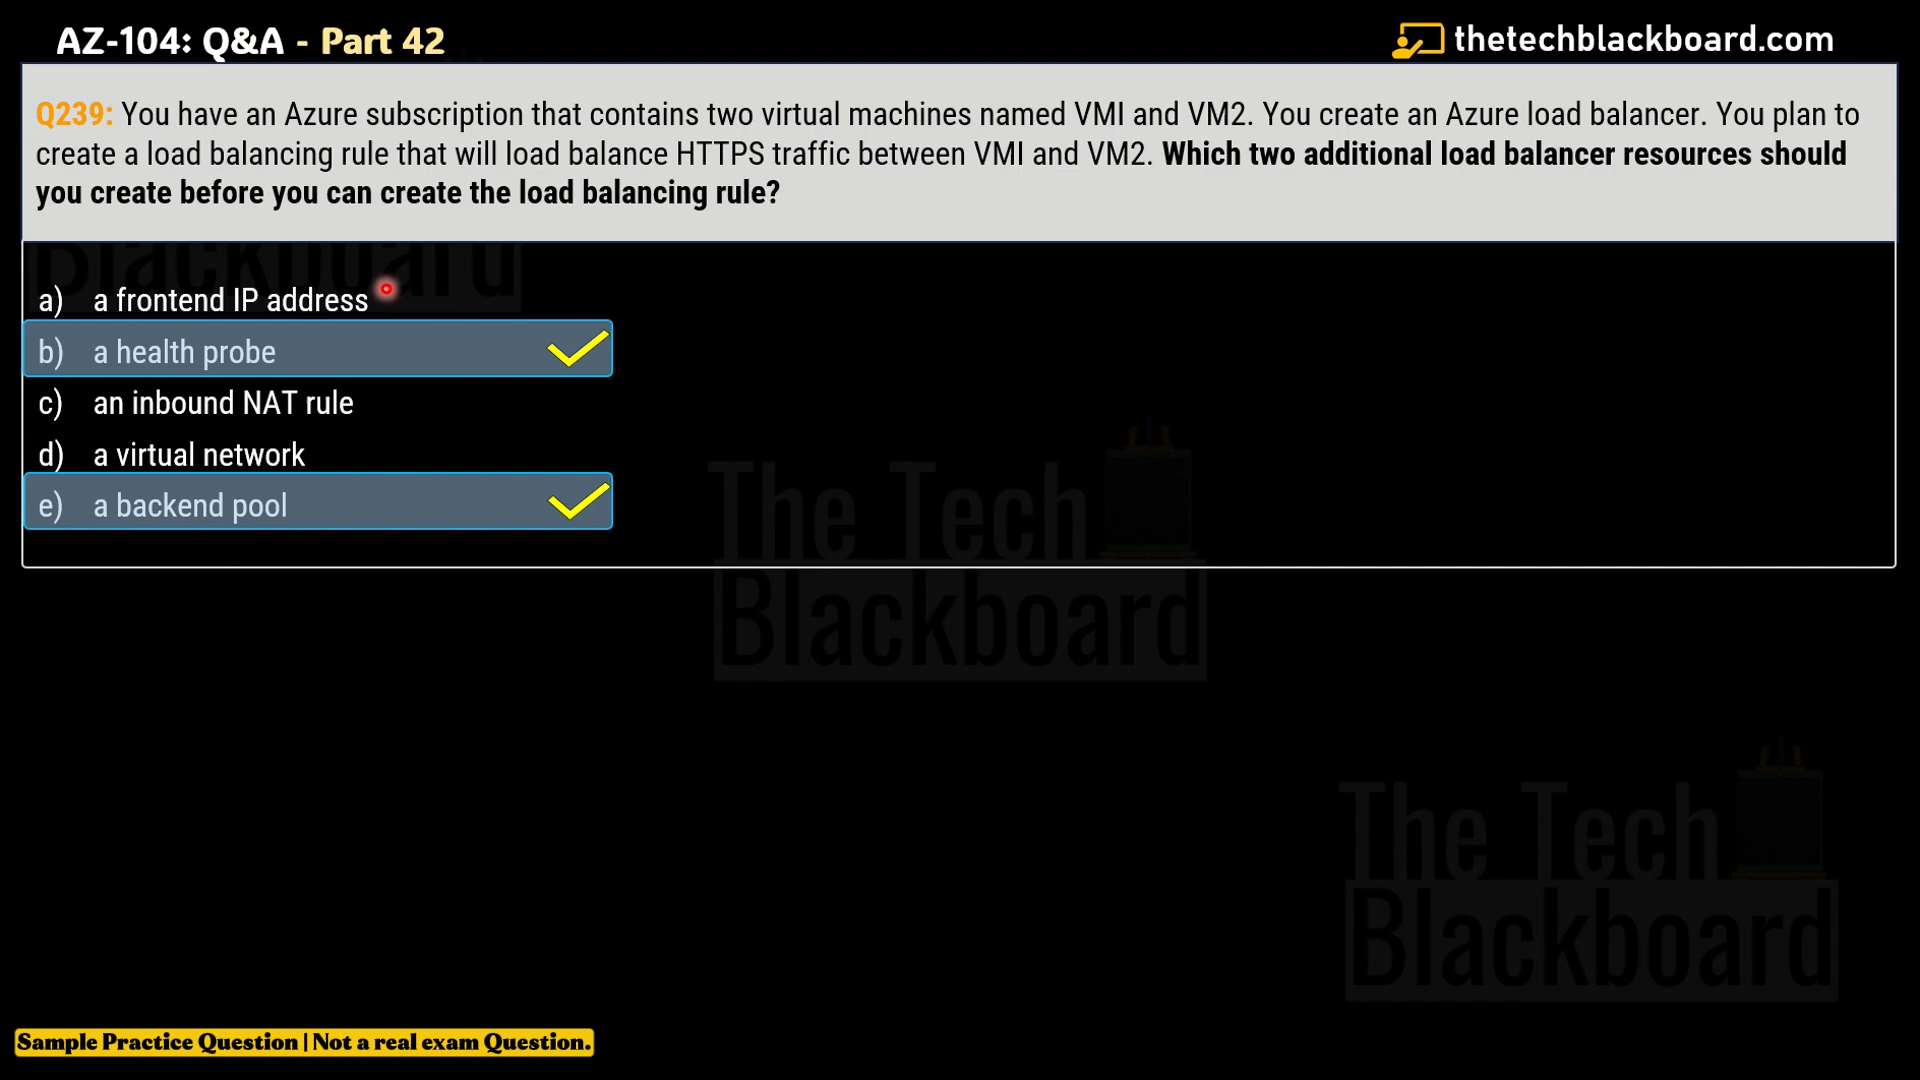 AZ-104: Q&A - Part 42
thetechblackboard.com
Q239: You have an Azure subscription that contains two virtual machines named VMI and VM2. You create an Azure load balancer. You plan to
create a load balancing rule that will load balance HTTPS traffic between VMI and VM2. Which two additional load balancer resources should
you create before you can create the load balancing rule?
Blackboard
a) a frontend IP address
b) a health probe
c) an inbound NAT rule
d) a virtual network
e) a backend pool
The Tech
Blackboard
The Tech
Blackboard
Sample Practice Question | Not a real exam Question.